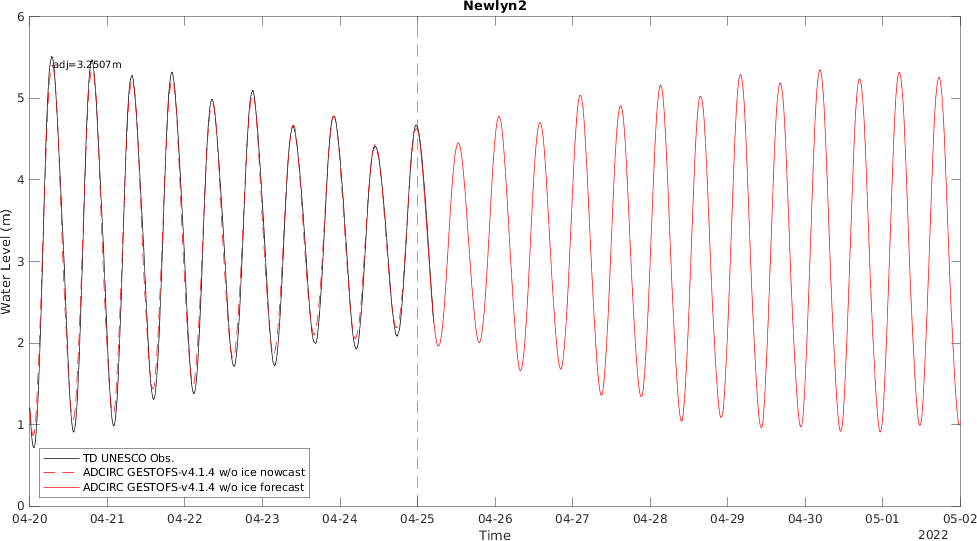 Newlyn2
adj=3.2507m
6
5
4
3
2
1
0
Water Level (m)
TD UNESCO Obs.
ADCIRC GESTOFS-v4.1.4 w/o ice nowcast
ADCIRC GESTOFS-v4.1.4 w/o ice forecast
04-20 04-21 04-22 04-23 04-24 04-25 04-26 04-27 04-28 04-29 04-30 05-01 05-02
Time
2022